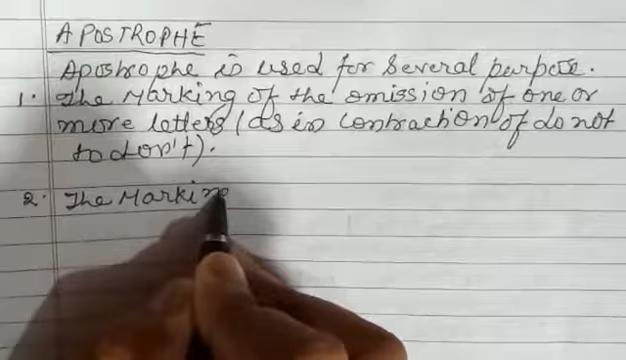 APOSTROPHE
Apostrophe is used for several purpose.
1. The Marking of the omission of one or
more letters (as in contraction of do not
to don't).
2. The Markin